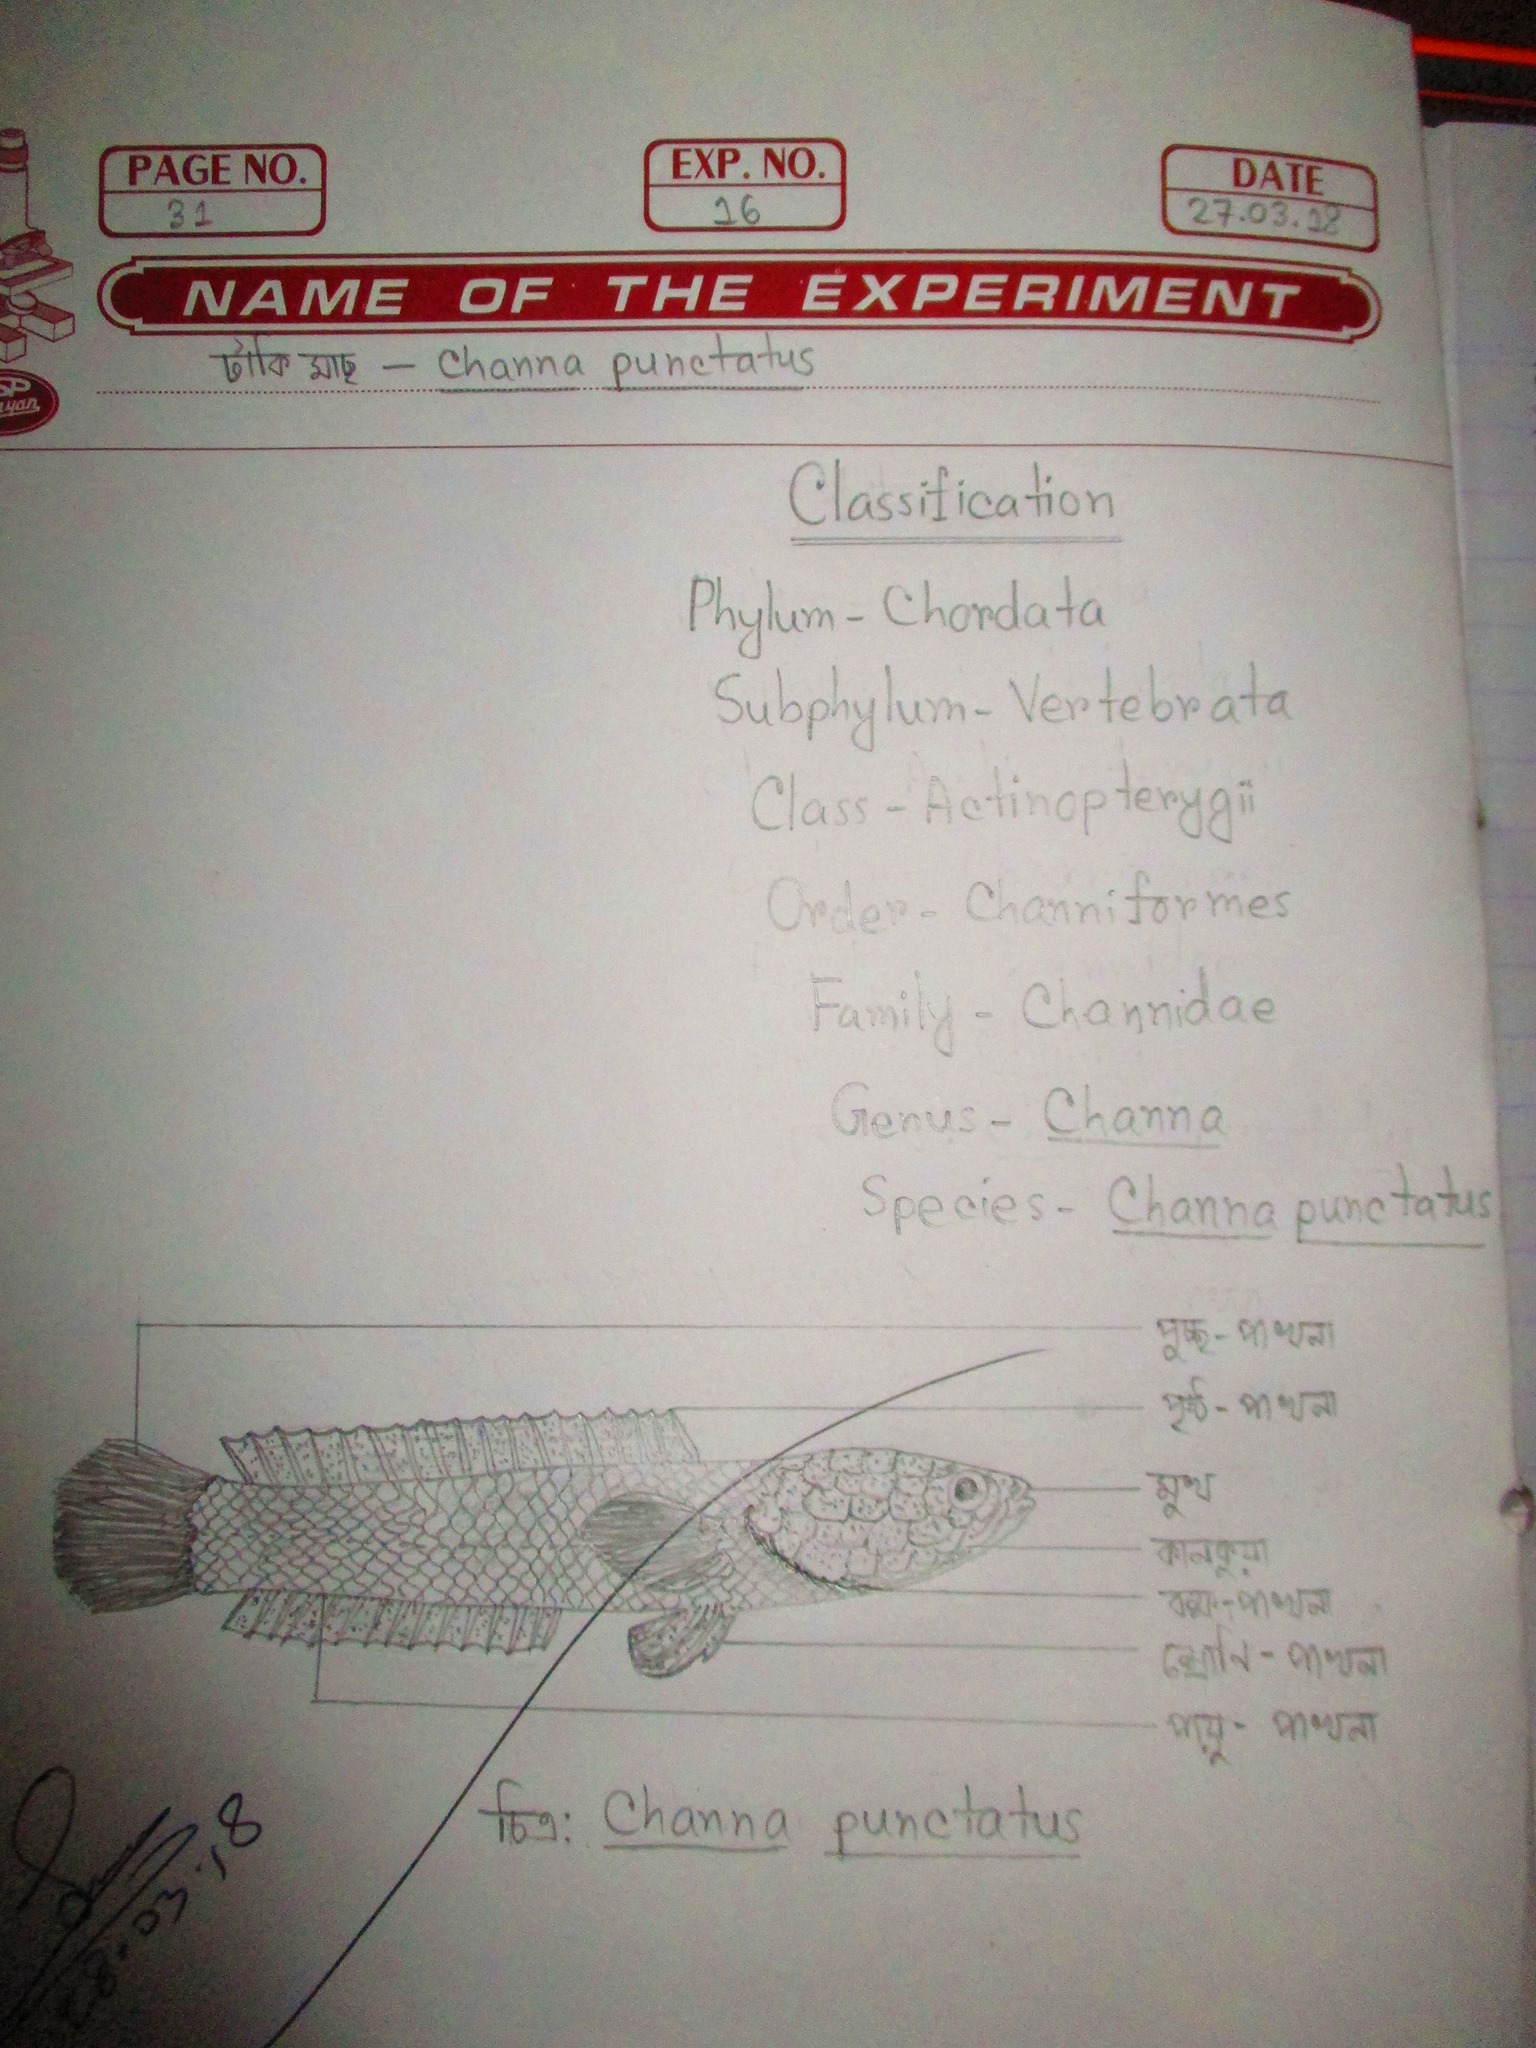 PAGE NO.
31
EXP. NO.
16
DATE
27.03.18
NAME OF THE EXPERIMENT
টাকি মাছ – Channa punctatus
Classification
Phylum - Chordata
Subphylum - Vertebrata
Class - Actinopterygii
Order - Channiformes
Family - Channidae
Genus - Channa
Species - Channa punctatus
পুচ্ছ - পাখনা
পৃষ্ঠ - পাখনা
মুখ
কানকুয়া
বক্ষ - পাখনা
শ্রোণি - পাখনা
পায়ু - পাখনা
চিত্র: Channa punctatus
28.03.18